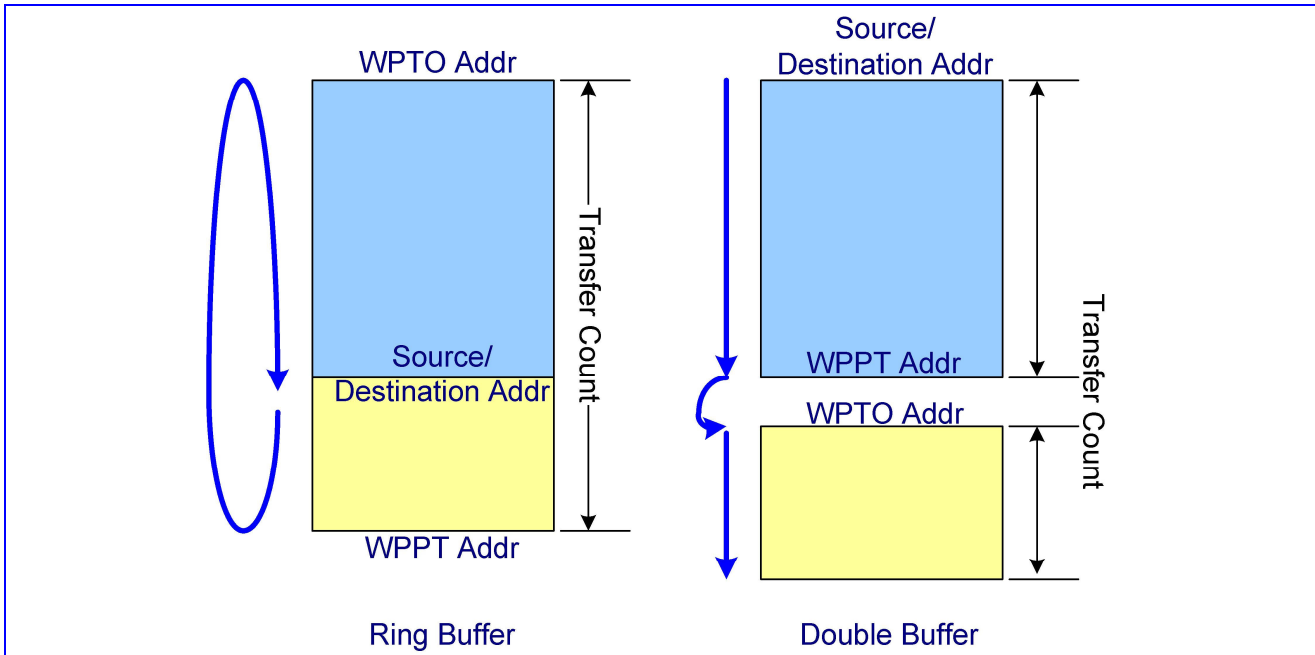 WPTO Addr
Transfer Count
Source/
Destination Addr
WPPT Addr
Ring Buffer
Source/
Destination Addr
WPPT Addr
Transfer Count
WPTO Addr
Double Buffer